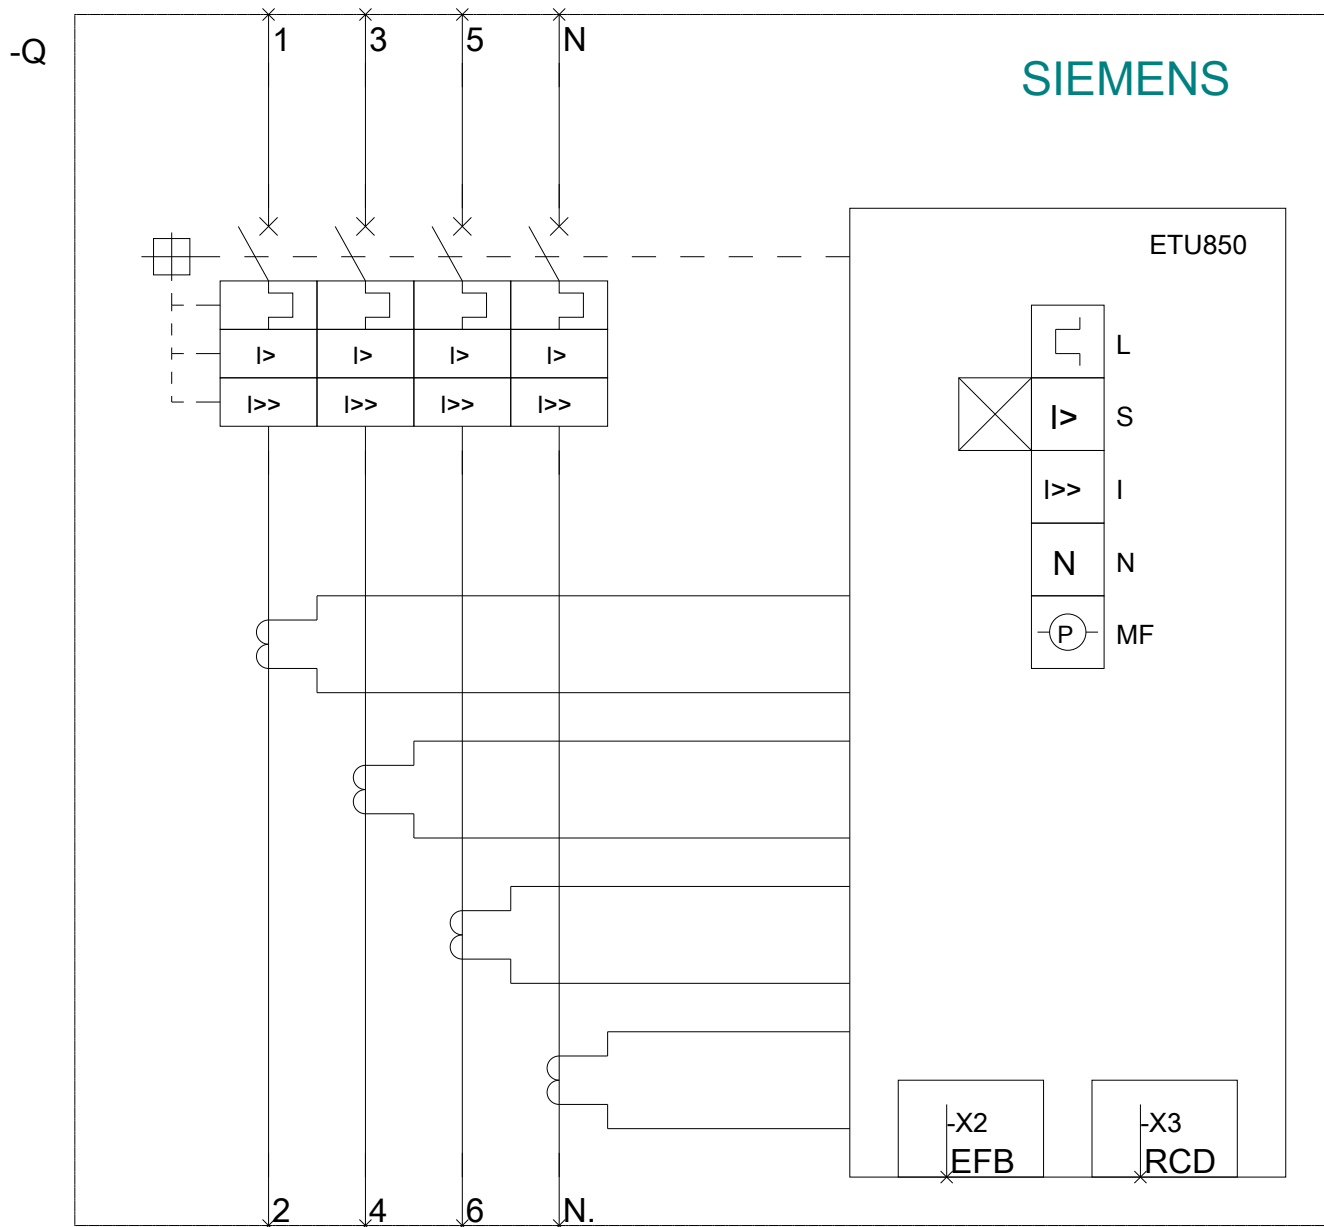 1 3 5 N
-Q
SIEMENS
ETU850
I> I> I> I>
I>> I>> I>> I>>
L
I> S
I>> I
N N
P MF
-X2 -X3
EFB RCD
2 4 6 N.